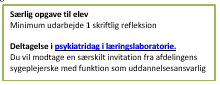 Særlig opgave til elev
Minimum udarbejde 1 skriftlig refleksion
Deltagelse i psykiatridag i læringslaboratorie.
Du vil modtage en særskilt invitation fra afdelingens
sygeplejerske med funktion som uddannelsesansvarlig